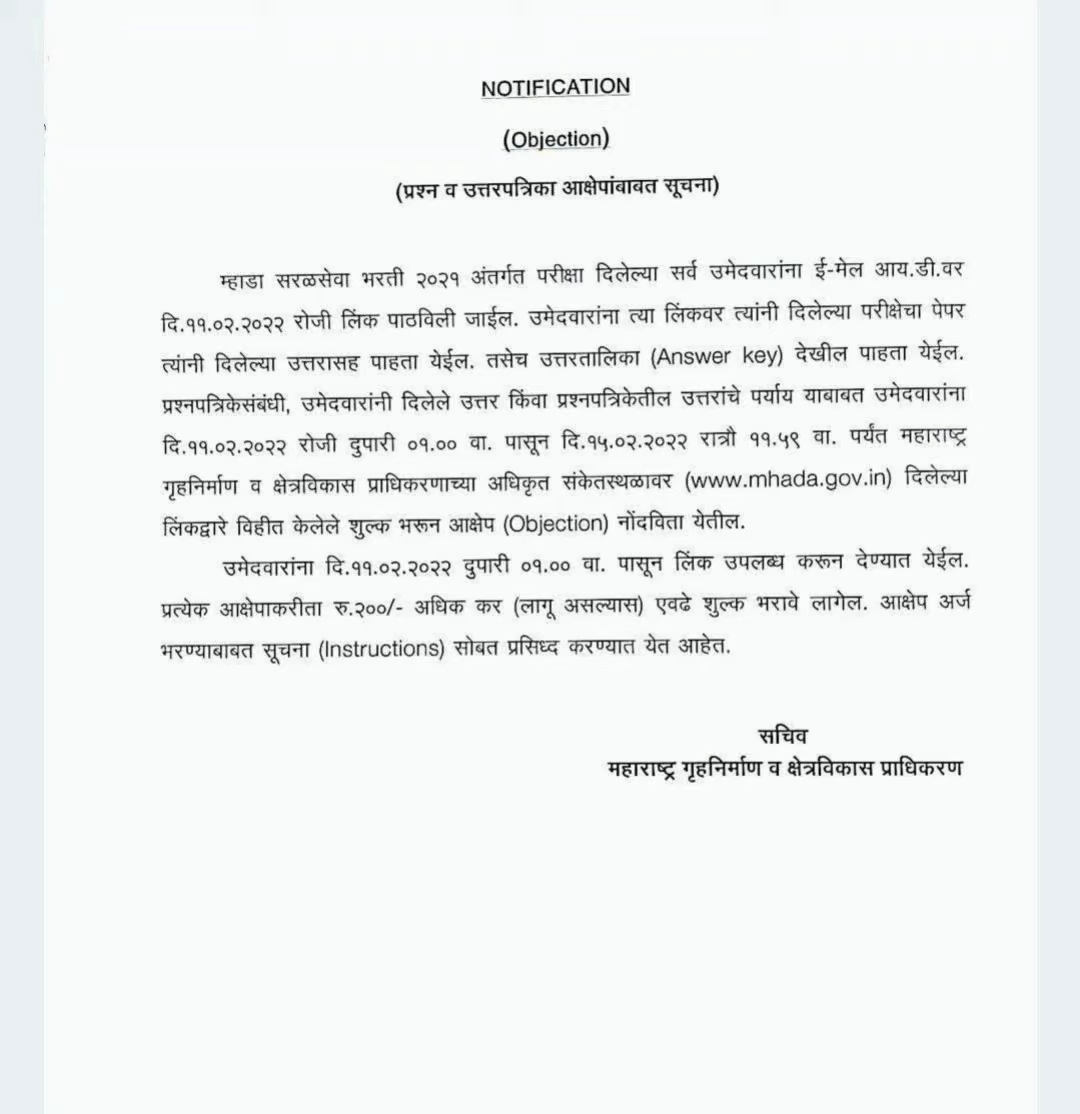 NOTIFICATION
(Objection)
(प्रश्न व उत्तरपत्रिका आक्षेपांबाबत सूचना)
म्हाडा सरळसेवा भरती २०२१ अंतर्गत परीक्षा दिलेल्या सर्व उमेदवारांना ई-मेल आय.डी.वर
दि.११.०२.२०२२ रोजी लिंक पाठविली जाईल. उमेदवारांना त्या लिंकवर त्यांनी दिलेल्या परीक्षेचा पेपर
त्यांनी दिलेल्या उत्तरासह पाहता येईल. तसेच उत्तरतालिका (Answer key) देखील पाहता येईल.
प्रश्नपत्रिकेसंबंधी, उमेदवारांनी दिलेले उत्तर किंवा प्रश्नपत्रिकेतील उत्तरांचे पर्याय याबाबत उमेदवारांना
दि.११.०२.२०२२ रोजी दुपारी ०१.०० वा. पासून दि.१५.०२.२०२२ रात्रौ ११.५९ वा. पर्यंत महाराष्ट्र
गृहनिर्माण व क्षेत्रविकास प्राधिकरणाच्या अधिकृत संकेतस्थळावर (www.mhada.gov.in) दिलेल्या
लिंकद्वारे विहीत केलेले शुल्क भरून आक्षेप (Objection) नोंदविता येतील.
उमेदवारांना दि.११.०२.२०२२ दुपारी ०१.०० वा. पासून लिंक उपलब्ध करून देण्यात येईल.
प्रत्येक आक्षेपाकरीता रु.२००/- अधिक कर (लागू असल्यास) एवढे शुल्क भरावे लागेल. आक्षेप अर्ज
भरण्याबाबत सूचना (Instructions) सोबत प्रसिध्द करण्यात येत आहेत.
सचिव
महाराष्ट्र गृहनिर्माण व क्षेत्रविकास प्राधिकरण